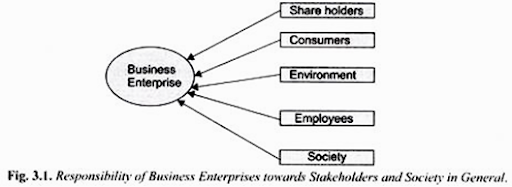 Share holders
Consumers
Business
Enterprise
Environment
Employees
Society
Fig. 3.1. Responsibility of Business Enterprises towards Stakeholders and Society in General.